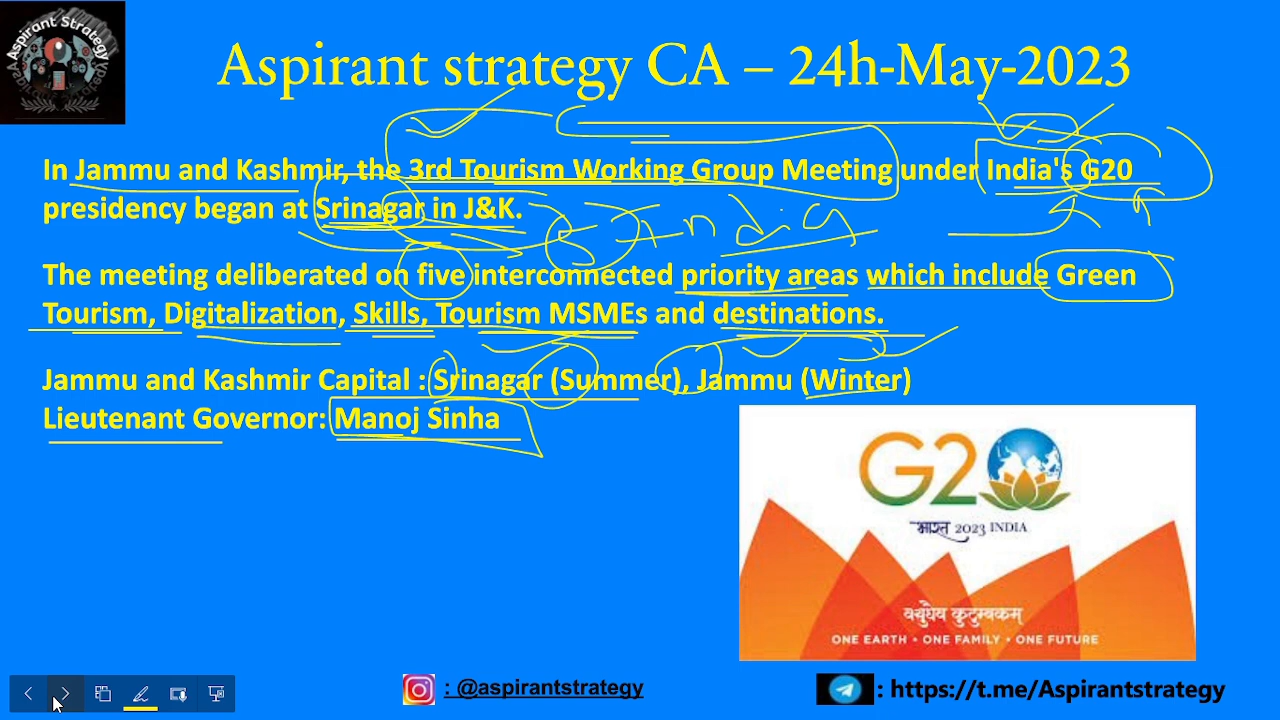 Aspirant Strategy
Aspirant strategy CA – 24h-May-2023
In Jammu and Kashmir, the 3rd Tourism Working Group Meeting under India's G20
presidency began at Srinagar in J&K.
India
The meeting deliberated on five interconnected priority areas which include Green
Tourism, Digitalization, Skills, Tourism MSMEs and destinations.
Jammu and Kashmir Capital : Srinagar (Summer), Jammu (Winter)
Lieutenant Governor: Manoj Sinha
G20
भारत 2023 INDIA
वसुधैव कुटुम्बकम्
ONE EARTH • ONE FAMILY • ONE FUTURE
: @aspirantstrategy
: https://t.me/Aspirantstrategy